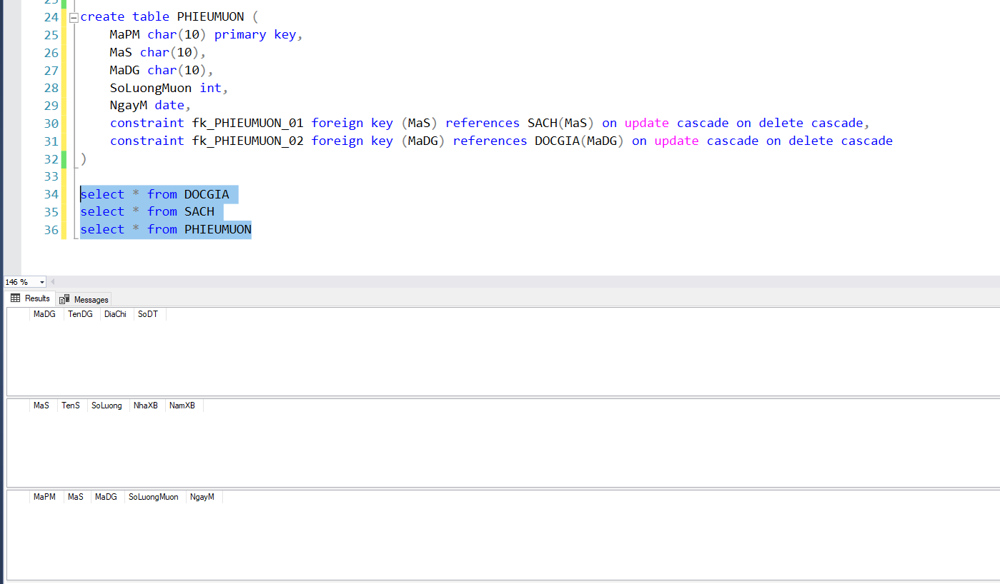 23
24 create table PHIEUMUON (
25 MaPM char(10) primary key,
26 MaS char(10),
27 MaDG char(10),
28 SoLuongMuon int,
29 NgayM date,
30 constraint fk_PHIEUMUON_01 foreign key (MaS) references SACH(MaS) on update cascade on delete cascade,
31 constraint fk_PHIEUMUON_02 foreign key (MaDG) references DOCGIA(MaDG) on update cascade on delete cascade
32 )
33
34 select * from DOCGIA
35 select * from SACH
36 select * from PHIEUMUON
146 %
Results Messages
MaDG TenDG DiaChi SoDT
MaS TenS SoLuong NhaXB NamXB
MaPM MaS MaDG SoLuongMuon NgayM